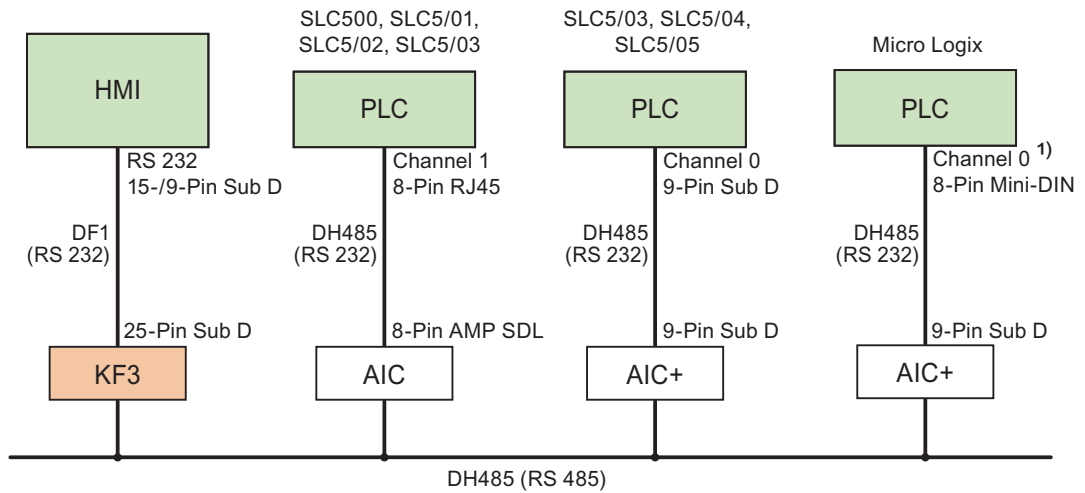 SLC500, SLC5/01,
SLC5/02, SLC5/03
SLC5/03, SLC5/04,
SLC5/05
Micro Logix
HMI
PLC
PLC
PLC
RS 232
15-/9-Pin Sub D
Channel 1
8-Pin RJ45
Channel 0
9-Pin Sub D
Channel 0 1)
8-Pin Mini-DIN
DF1
(RS 232)
DH485
(RS 232)
DH485
(RS 232)
DH485
(RS 232)
25-Pin Sub D
8-Pin AMP SDL
9-Pin Sub D
9-Pin Sub D
KF3
AIC
AIC+
AIC+
DH485 (RS 485)